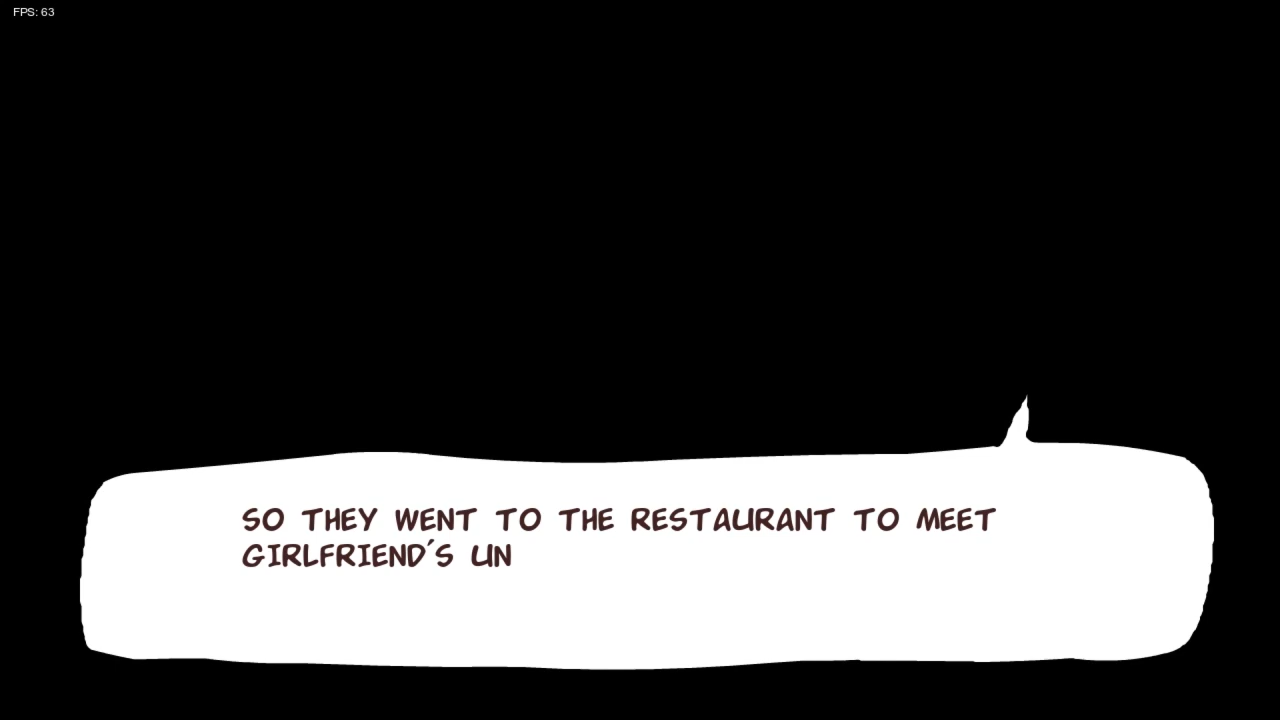 FPS: 63
SO THEY WENT TO THE RESTAURANT TO MEET
GIRLFRIEND'S UN